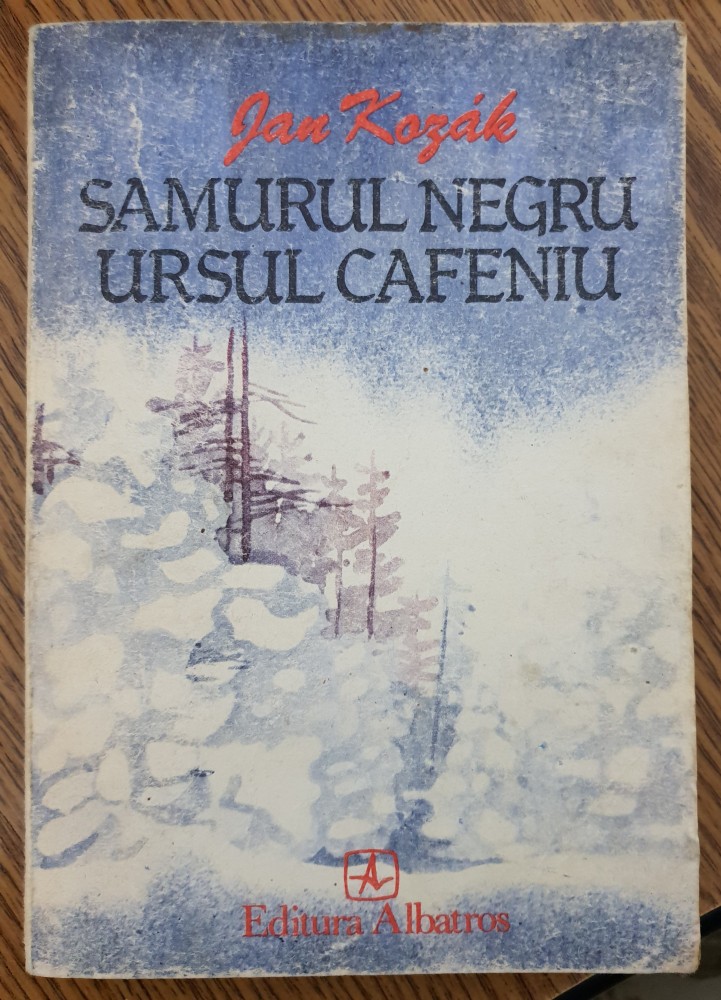 Jan Kozák
SAMURUL NEGRU
URSUL CAFENIU
A
Editura Albatros